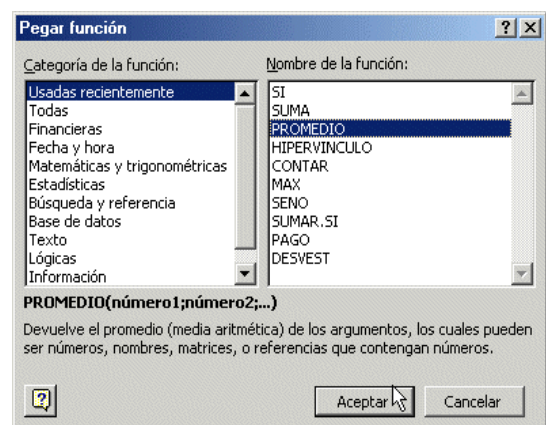 Pegar función
Categoría de la función:
Nombre de la función:
Usadas recientemente
Todas
Financieras
Fecha y hora
Matemáticas y trigonométricas
Estadísticas
Búsqueda y referencia
Base de datos
Texto
Lógicas
Información
SI
SUMA
PROMEDIO
HIPERVINCULO
CONTAR
MAX
SENO
SUMAR.SI
PAGO
DESVEST
PROMEDIO(número1;número2;...)
Devuelve el promedio (media aritmética) de los argumentos, los cuales pueden
ser números, nombres, matrices, o referencias que contengan números.
Aceptar
Cancelar